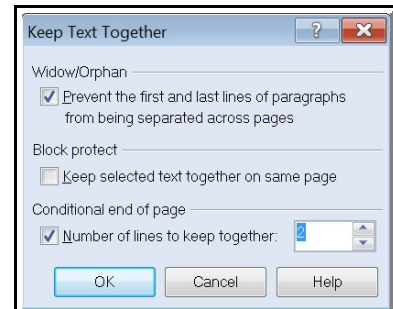 Keep Text Together
?
Widow/Orphan
Prevent the first and last lines of paragraphs
from being separated across pages
Block protect
Keep selected text together on same page
Conditional end of page
Number of lines to keep together: 2
OK Cancel Help